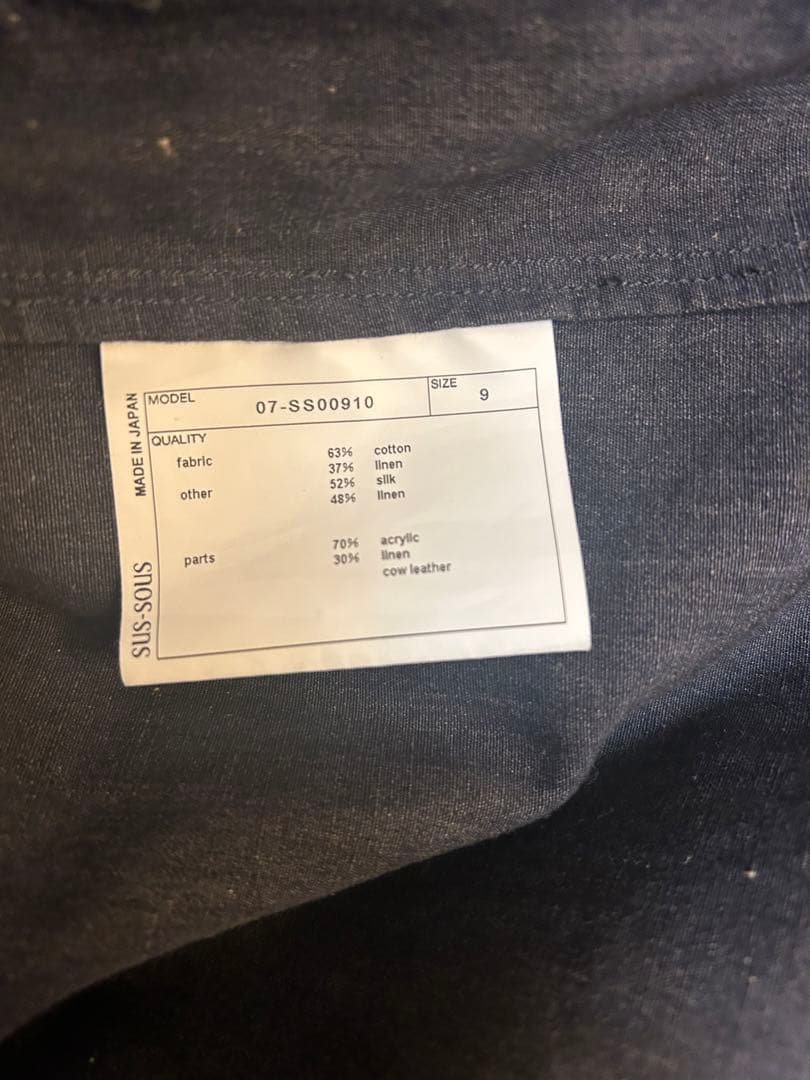 MODEL 07-SS00910 SIZE 9
QUALITY
fabric 63% cotton
37% linen
other 52% silk
48% linen
70% acrylic
parts 30% linen
cow leather
MADE IN JAPAN
SUS-SOUS